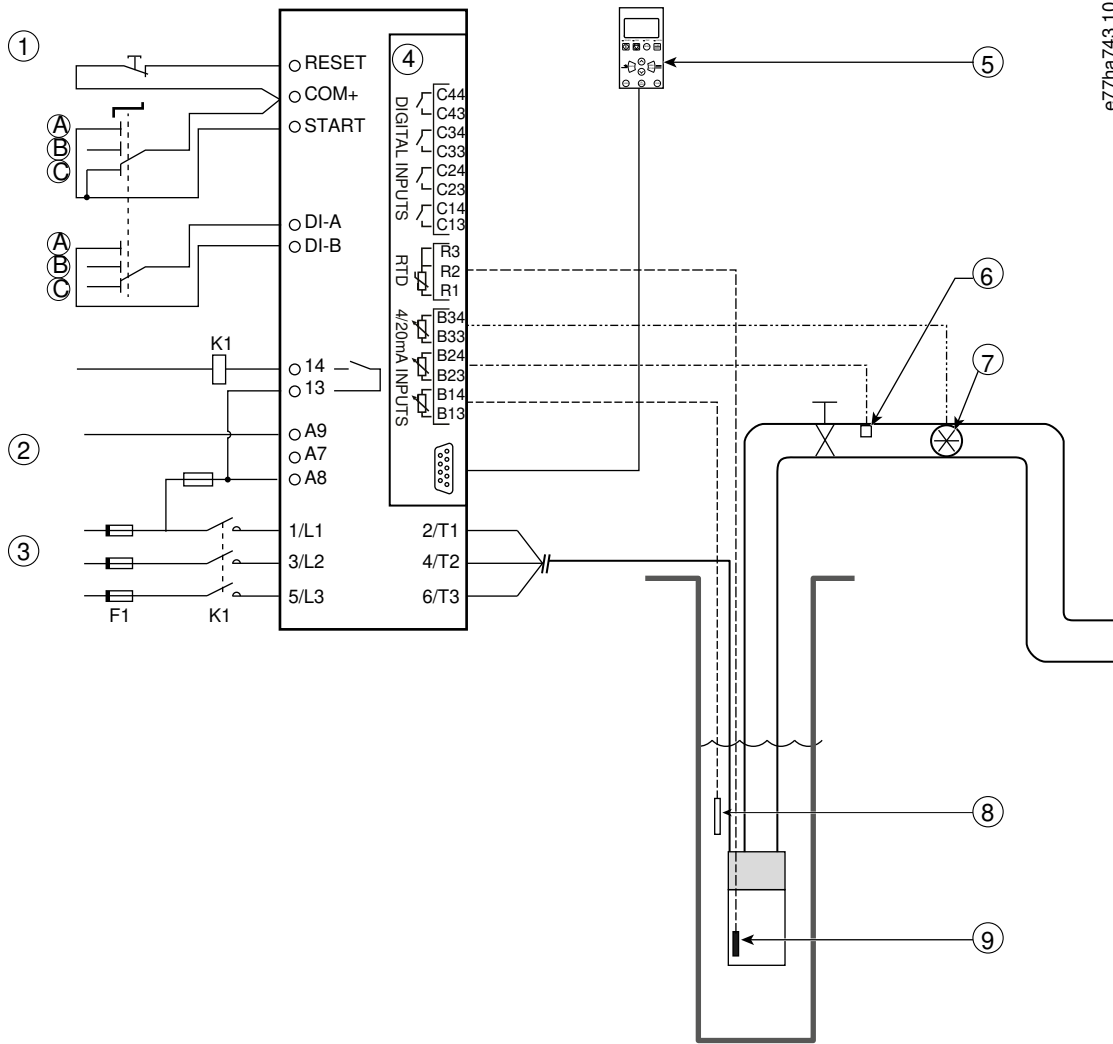 e77ha743.10
1
RESET
COM+
START
A
B
C
DI-A
DI-B
A
B
C
K1
14
13
2
A9
A7
A8
3
1/L1
3/L2
5/L3
F1
K1
2/T1
4/T2
6/T3
4
DIGITAL INPUTS
C44
C43
C34
C33
C24
C23
C14
C13
RTD
R3
R2
R1
4/20mA INPUTS
B34
B33
B24
B23
B14
B13
5
6
7
8
9